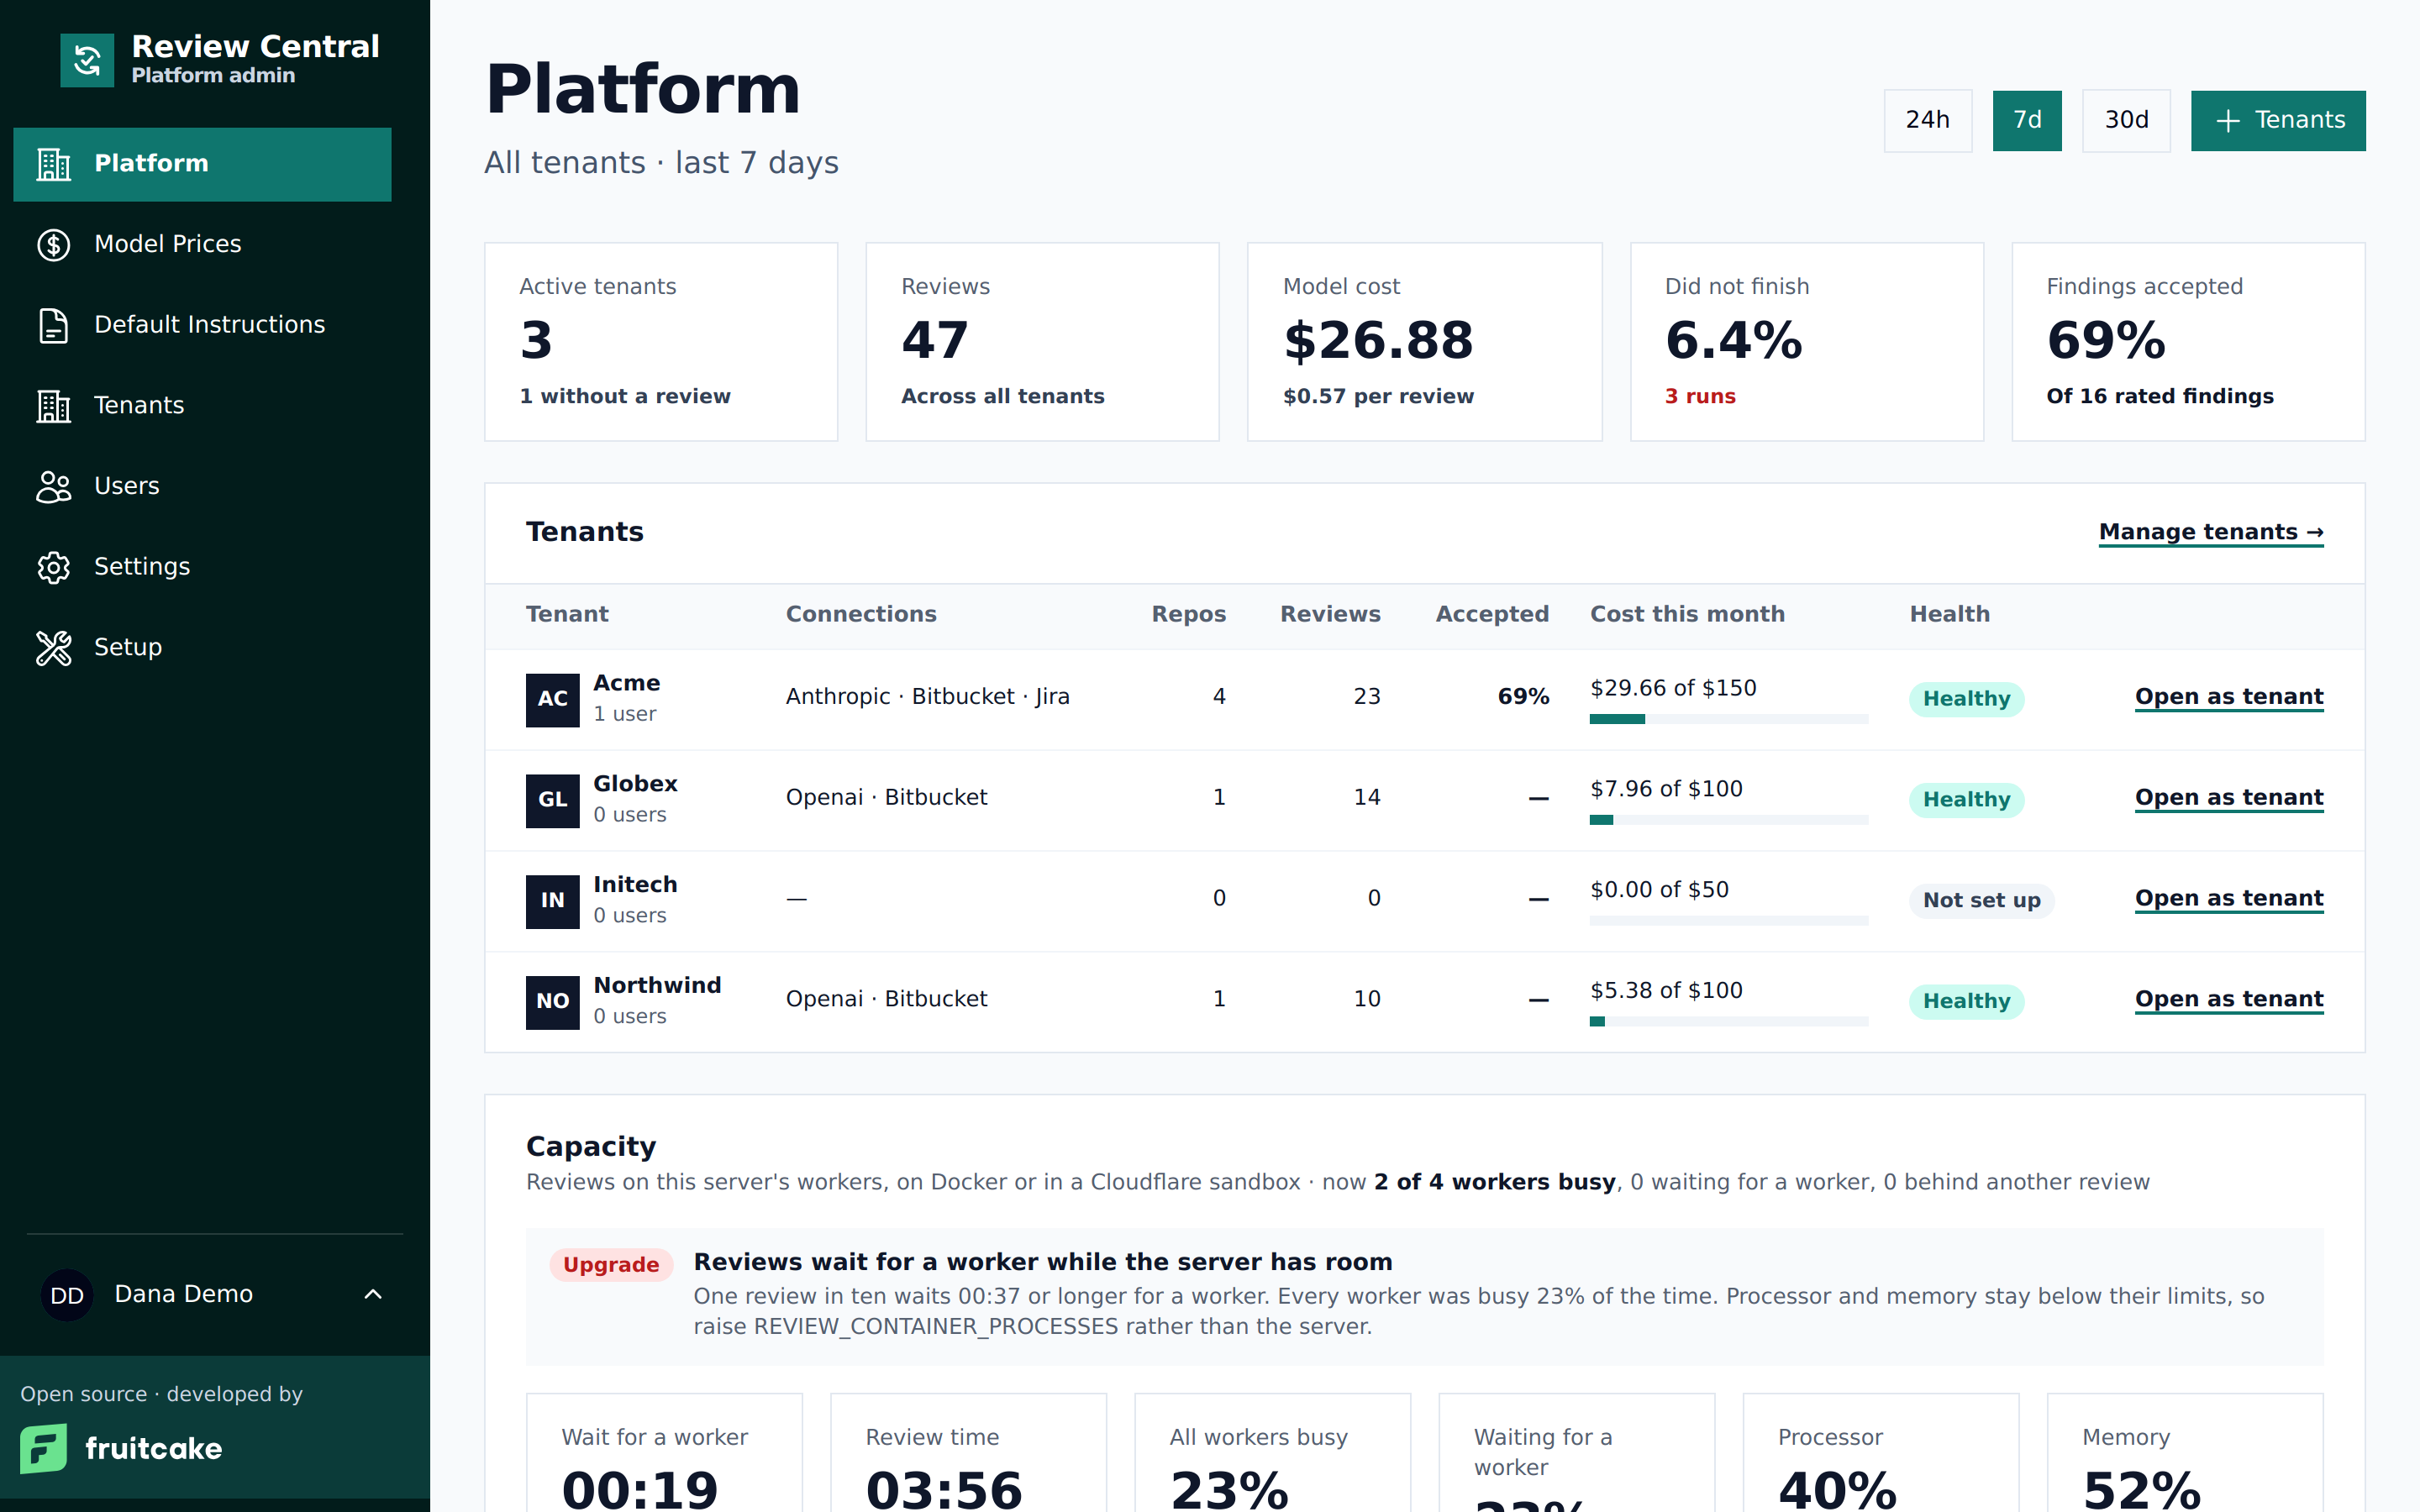 Review Central
Platform admin
Platform
Model Prices
Default Instructions
Tenants
Users
Settings
Setup
DD Dana Demo
Open source · developed by
fruitcake
Platform
All tenants · last 7 days
24h 7d 30d + Tenants
Active tenants
3
1 without a review
Reviews
47
Across all tenants
Model cost
$26.88
$0.57 per review
Did not finish
6.4%
3 runs
Findings accepted
69%
Of 16 rated findings
Tenants
Manage tenants →
Tenant Connections Repos Reviews Accepted Cost this month Health
AC Acme
1 user
Anthropic · Bitbucket · Jira 4 23 69% $29.66 of $150 Healthy Open as tenant
GL Globex
0 users
Openai · Bitbucket 1 14 — $7.96 of $100 Healthy Open as tenant
IN Initech
0 users
— 0 0 — $0.00 of $50 Not set up Open as tenant
NO Northwind
0 users
Openai · Bitbucket 1 10 — $5.38 of $100 Healthy Open as tenant
Capacity
Reviews on this server's workers, on Docker or in a Cloudflare sandbox · now 2 of 4 workers busy, 0 waiting for a worker, 0 behind another review
Upgrade
Reviews wait for a worker while the server has room
One review in ten waits 00:37 or longer for a worker. Every worker was busy 23% of the time. Processor and memory stay below their limits, so
raise REVIEW_CONTAINER_PROCESSES rather than the server.
Wait for a worker
00:19
Review time
03:56
All workers busy
23%
Waiting for a
worker
Processor
40%
Memory
52%